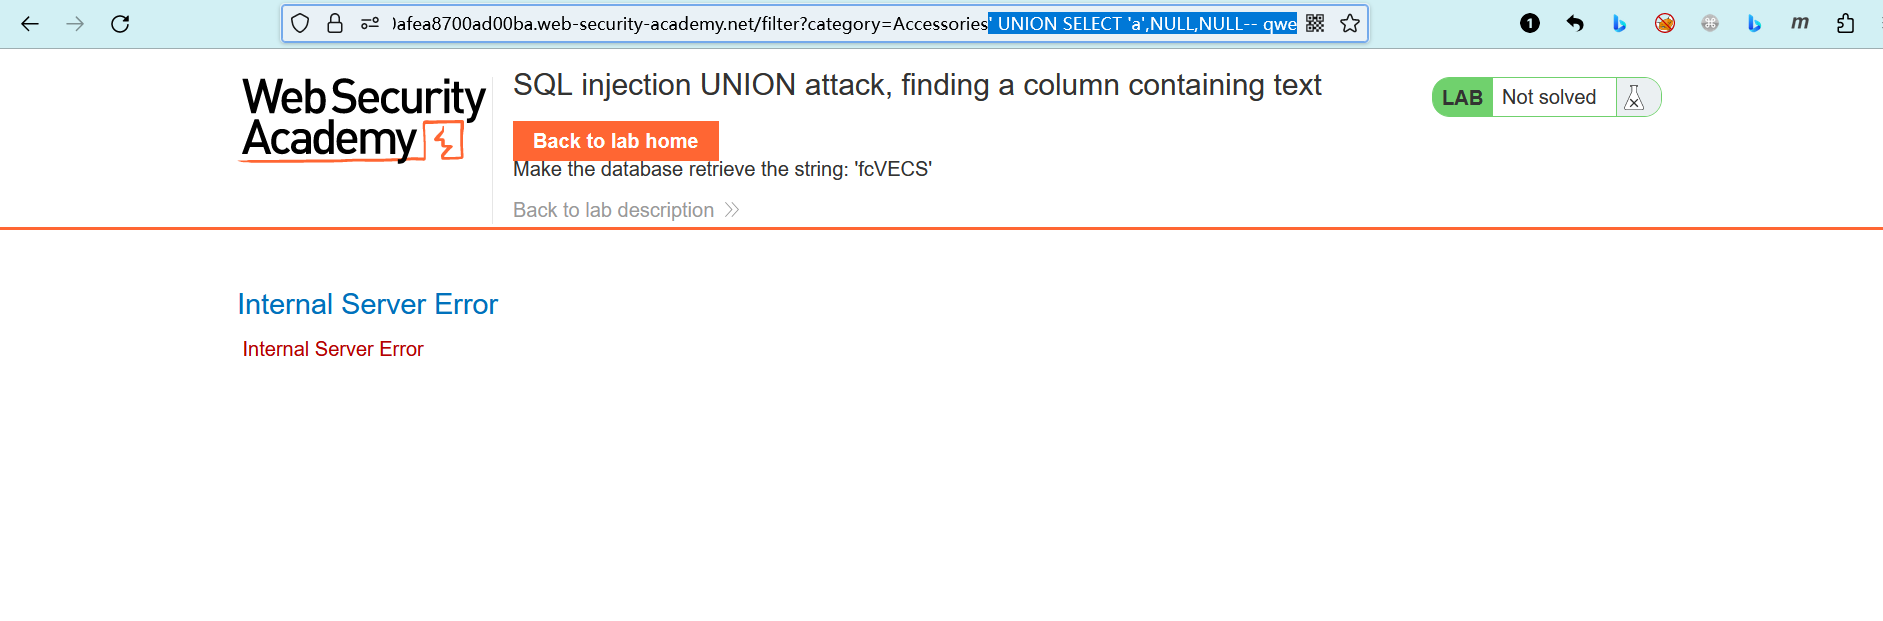 )afea8700ad00ba.web-security-academy.net/filter?category=Accessories' UNION SELECT 'a',NULL,NULL-- qwe
1
m
WebSecurity
Academy
SQL injection UNION attack, finding a column containing text
Back to lab home
Make the database retrieve the string: 'fcVECS'
Back to lab description
LAB Not solved
Internal Server Error
Internal Server Error